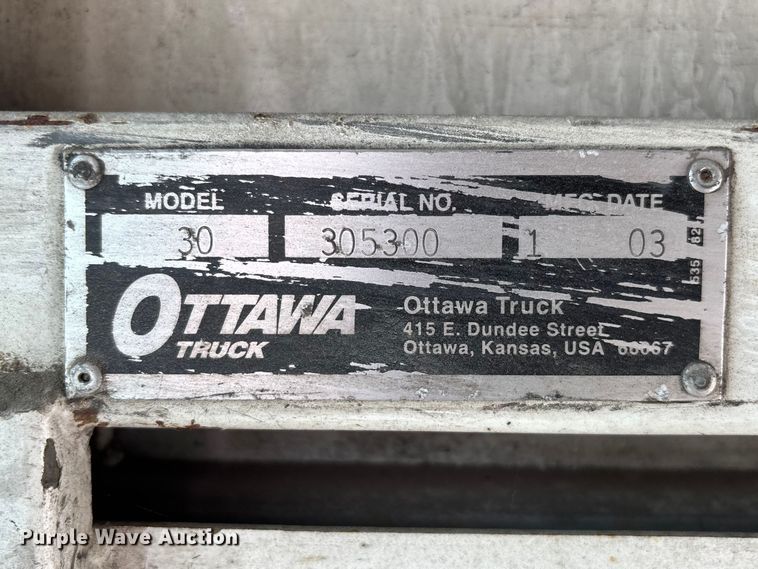 MODEL SERIAL NO. MFG. DATE
30 305300 1 03
OTTAWA
TRUCK
Ottawa Truck
415 E. Dundee Street
Ottawa, Kansas, USA 66067
Purple Wave Auction